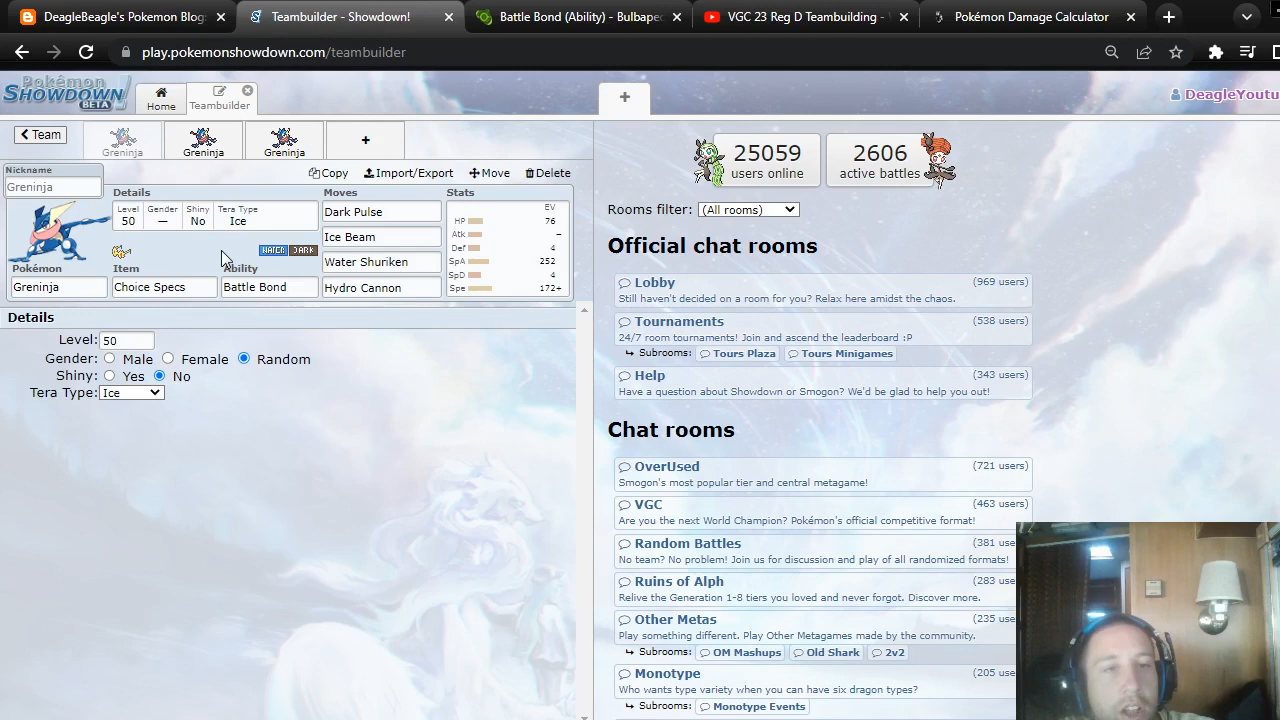 DeagleBeagle's Pokemon Blog
Teambuilder - Showdown!
Battle Bond (Ability) - Bulbape
VGC 23 Reg D Teambuilding -
Pokémon Damage Calculator
play.pokemonshowdown.com/teambuilder
Pokémon
SHOWDOWN
BETA
Home
Teambuilder
DeagleYoutu
Team
Greninja
Greninja
Greninja
Nickname
Greninja
Copy
Import/Export
Move
Delete
Details
Moves
Stats
Level
Gender
Shiny
Tera Type
50
—
No
Ice
WATER DARK
Pokémon
Item
Ability
Greninja
Choice Specs
Battle Bond
Dark Pulse
Ice Beam
Water Shuriken
Hydro Cannon
EV
HP 76
Atk –
Def 4
SpA 252
SpD 4
Spe 172+
Details
Level: 50
Gender: Male Female Random
Shiny: Yes No
Tera Type: Ice
25059
users online
2606
active battles
Rooms filter: (All rooms)
Official chat rooms
Lobby (969 users)
Still haven't decided on a room for you? Relax here amidst the chaos.
Tournaments (538 users)
24/7 room tournaments! Join and ascend the leaderboard :P
Subrooms: Tours Plaza Tours Minigames
Help (343 users)
Have a question about Showdown or Smogon? We'd be glad to help you out!
Chat rooms
OverUsed (721 users)
Smogon's most popular tier and central metagame!
VGC (463 users)
Are you the next World Champion? Pokémon's official competitive format!
Random Battles (381 use
No team? No problem! Join us for discussion and play of all randomized formats!
Ruins of Alph (283 use
Relive the Generation 1-8 tiers you loved and never forgot. Discover more.
Other Metas (235 use
Play something different. Play Other Metagames made by the community.
Subrooms: OM Mashups Old Shark 2v2
Monotype (205 use
Who wants type variety when you can have six dragon types?
Subrooms: Monotype Events